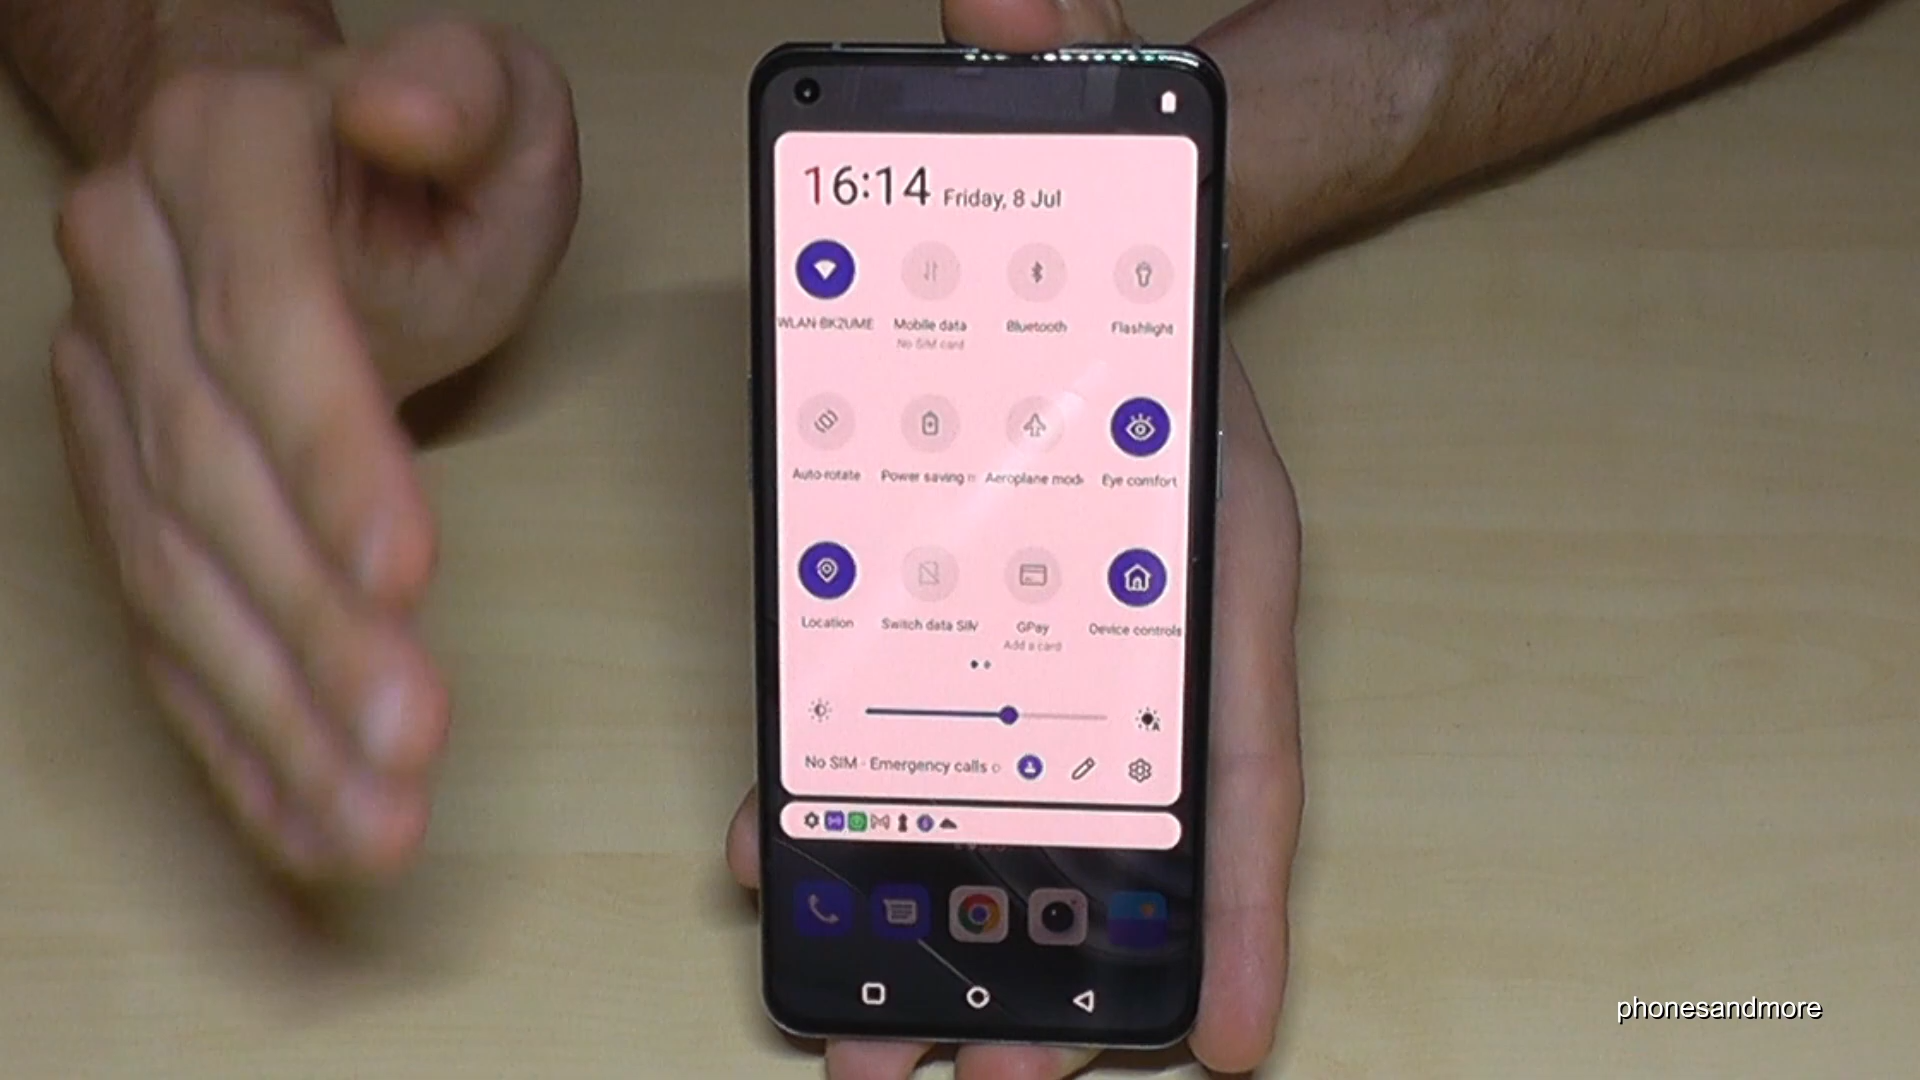 16:14 Friday, 8 Jul
WLAN BK2UME Mobile data Bluetooth Flashlight
No SIM card
Auto-rotate Power saving Aeroplane mod Eye comfort
Location Switch data SIM GPay Device controls
Add a card
No SIM · Emergency calls o
phonesandmore